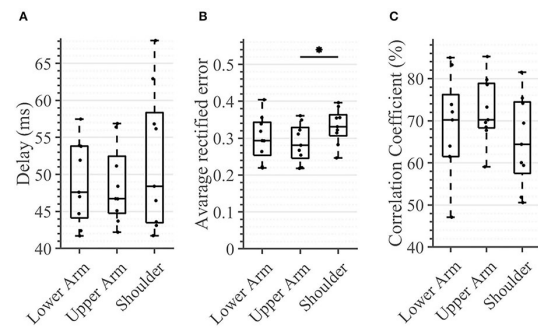 A
Delay (ms)
65
60
55
50
45
40
Lower Arm
Upper Arm
Shoulder
B
Avarage rectified error
0.5
0.4
0.3
0.2
0.1
0
*
Lower Arm
Upper Arm
Shoulder
C
Correlation Coefficient (%)
80
70
60
50
40
Lower Arm
Upper Arm
Shoulder